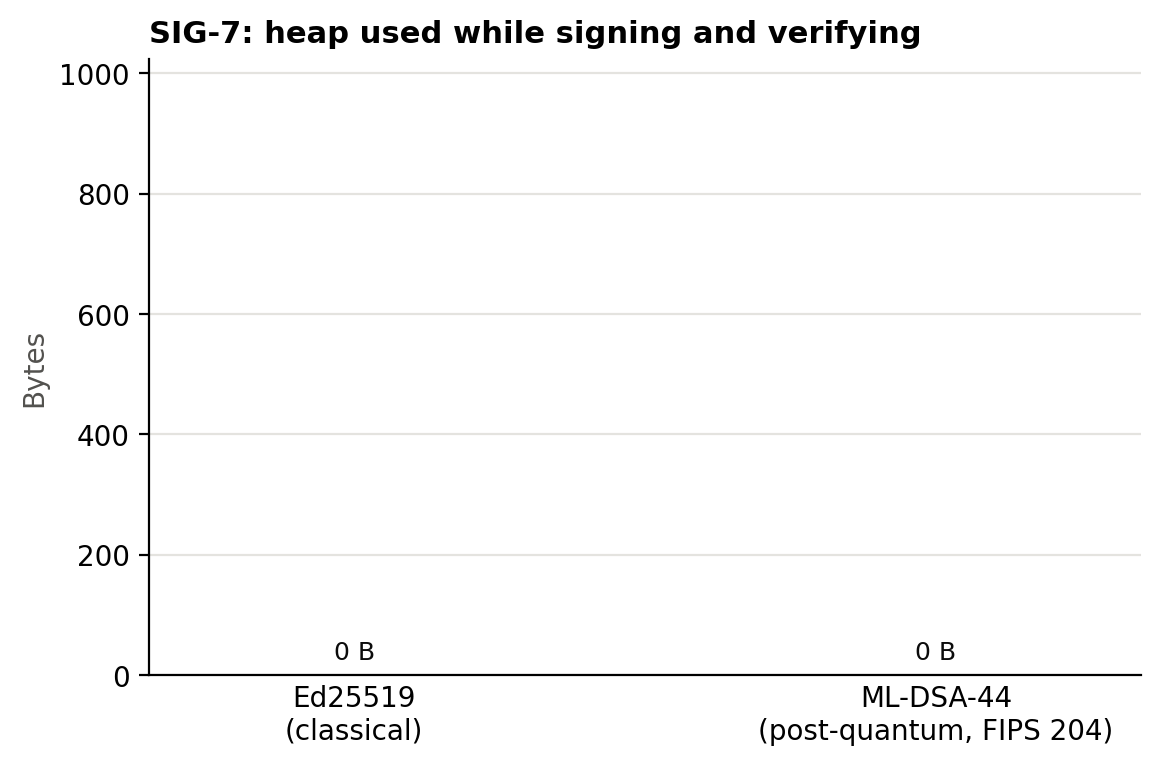 SIG-7: heap used while signing and verifying
Bytes
1000
800
600
400
200
0
0 B
0 B
Ed25519
(classical)
ML-DSA-44
(post-quantum, FIPS 204)